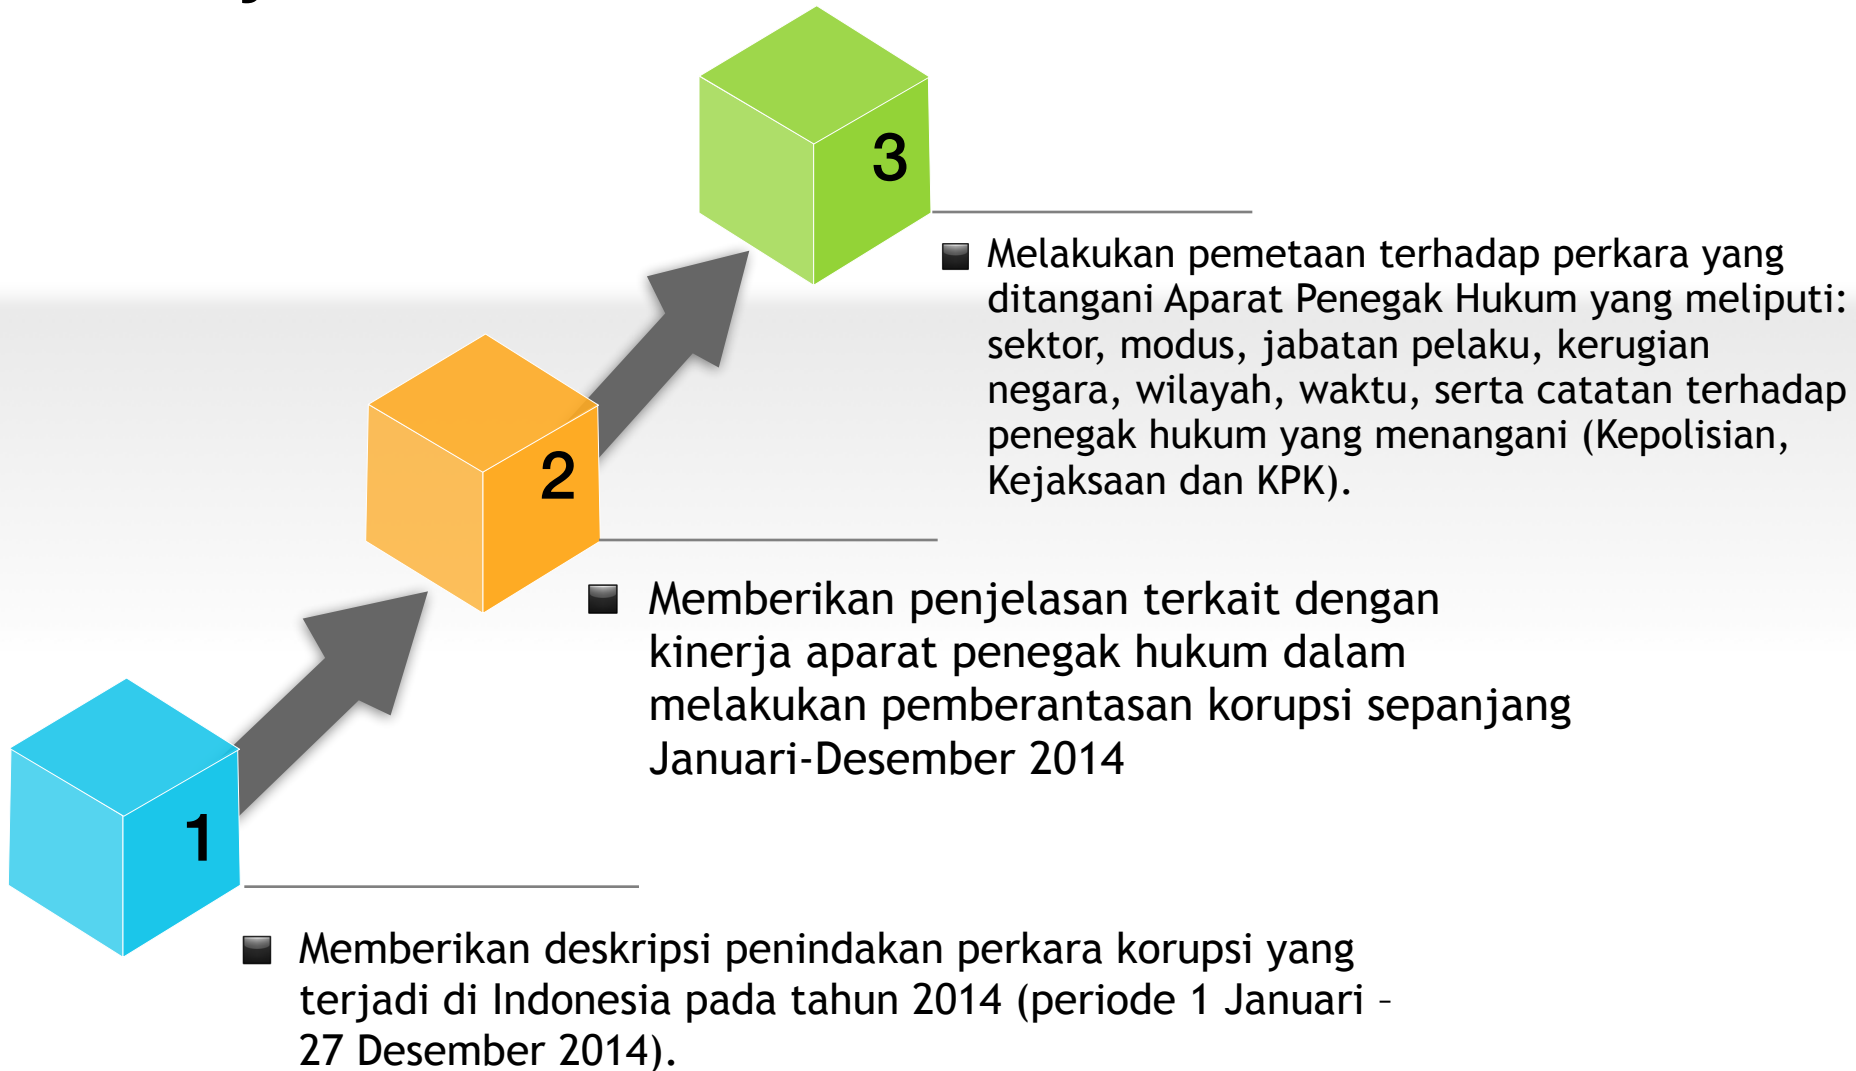 3
Melakukan pemetaan terhadap perkara yang
ditangani Aparat Penegak Hukum yang meliputi:
sektor, modus, jabatan pelaku, kerugian
negara, wilayah, waktu, serta catatan terhadap
penegak hukum yang menangani (Kepolisian,
Kejaksaan dan KPK).
2
Memberikan penjelasan terkait dengan
kinerja aparat penegak hukum dalam
melakukan pemberantasan korupsi sepanjang
Januari-Desember 2014
1
Memberikan deskripsi penindakan perkara korupsi yang
terjadi di Indonesia pada tahun 2014 (periode 1 Januari –
27 Desember 2014).